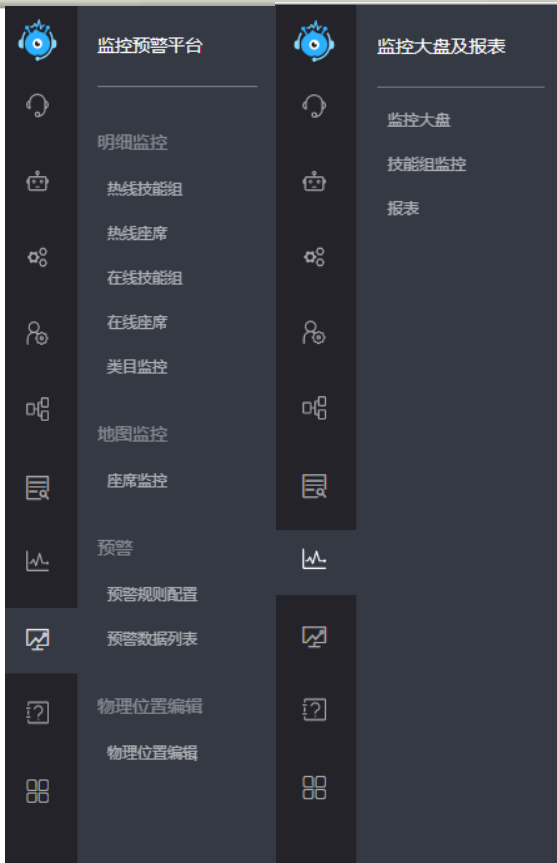 监控预警平台
明细监控
热线技能组
热线座席
在线技能组
在线座席
类目监控
地图监控
座席监控
预警
预警规则配置
预警数据列表
物理位置编辑
物理位置编辑
监控大盘及报表
监控大盘
技能组监控
报表